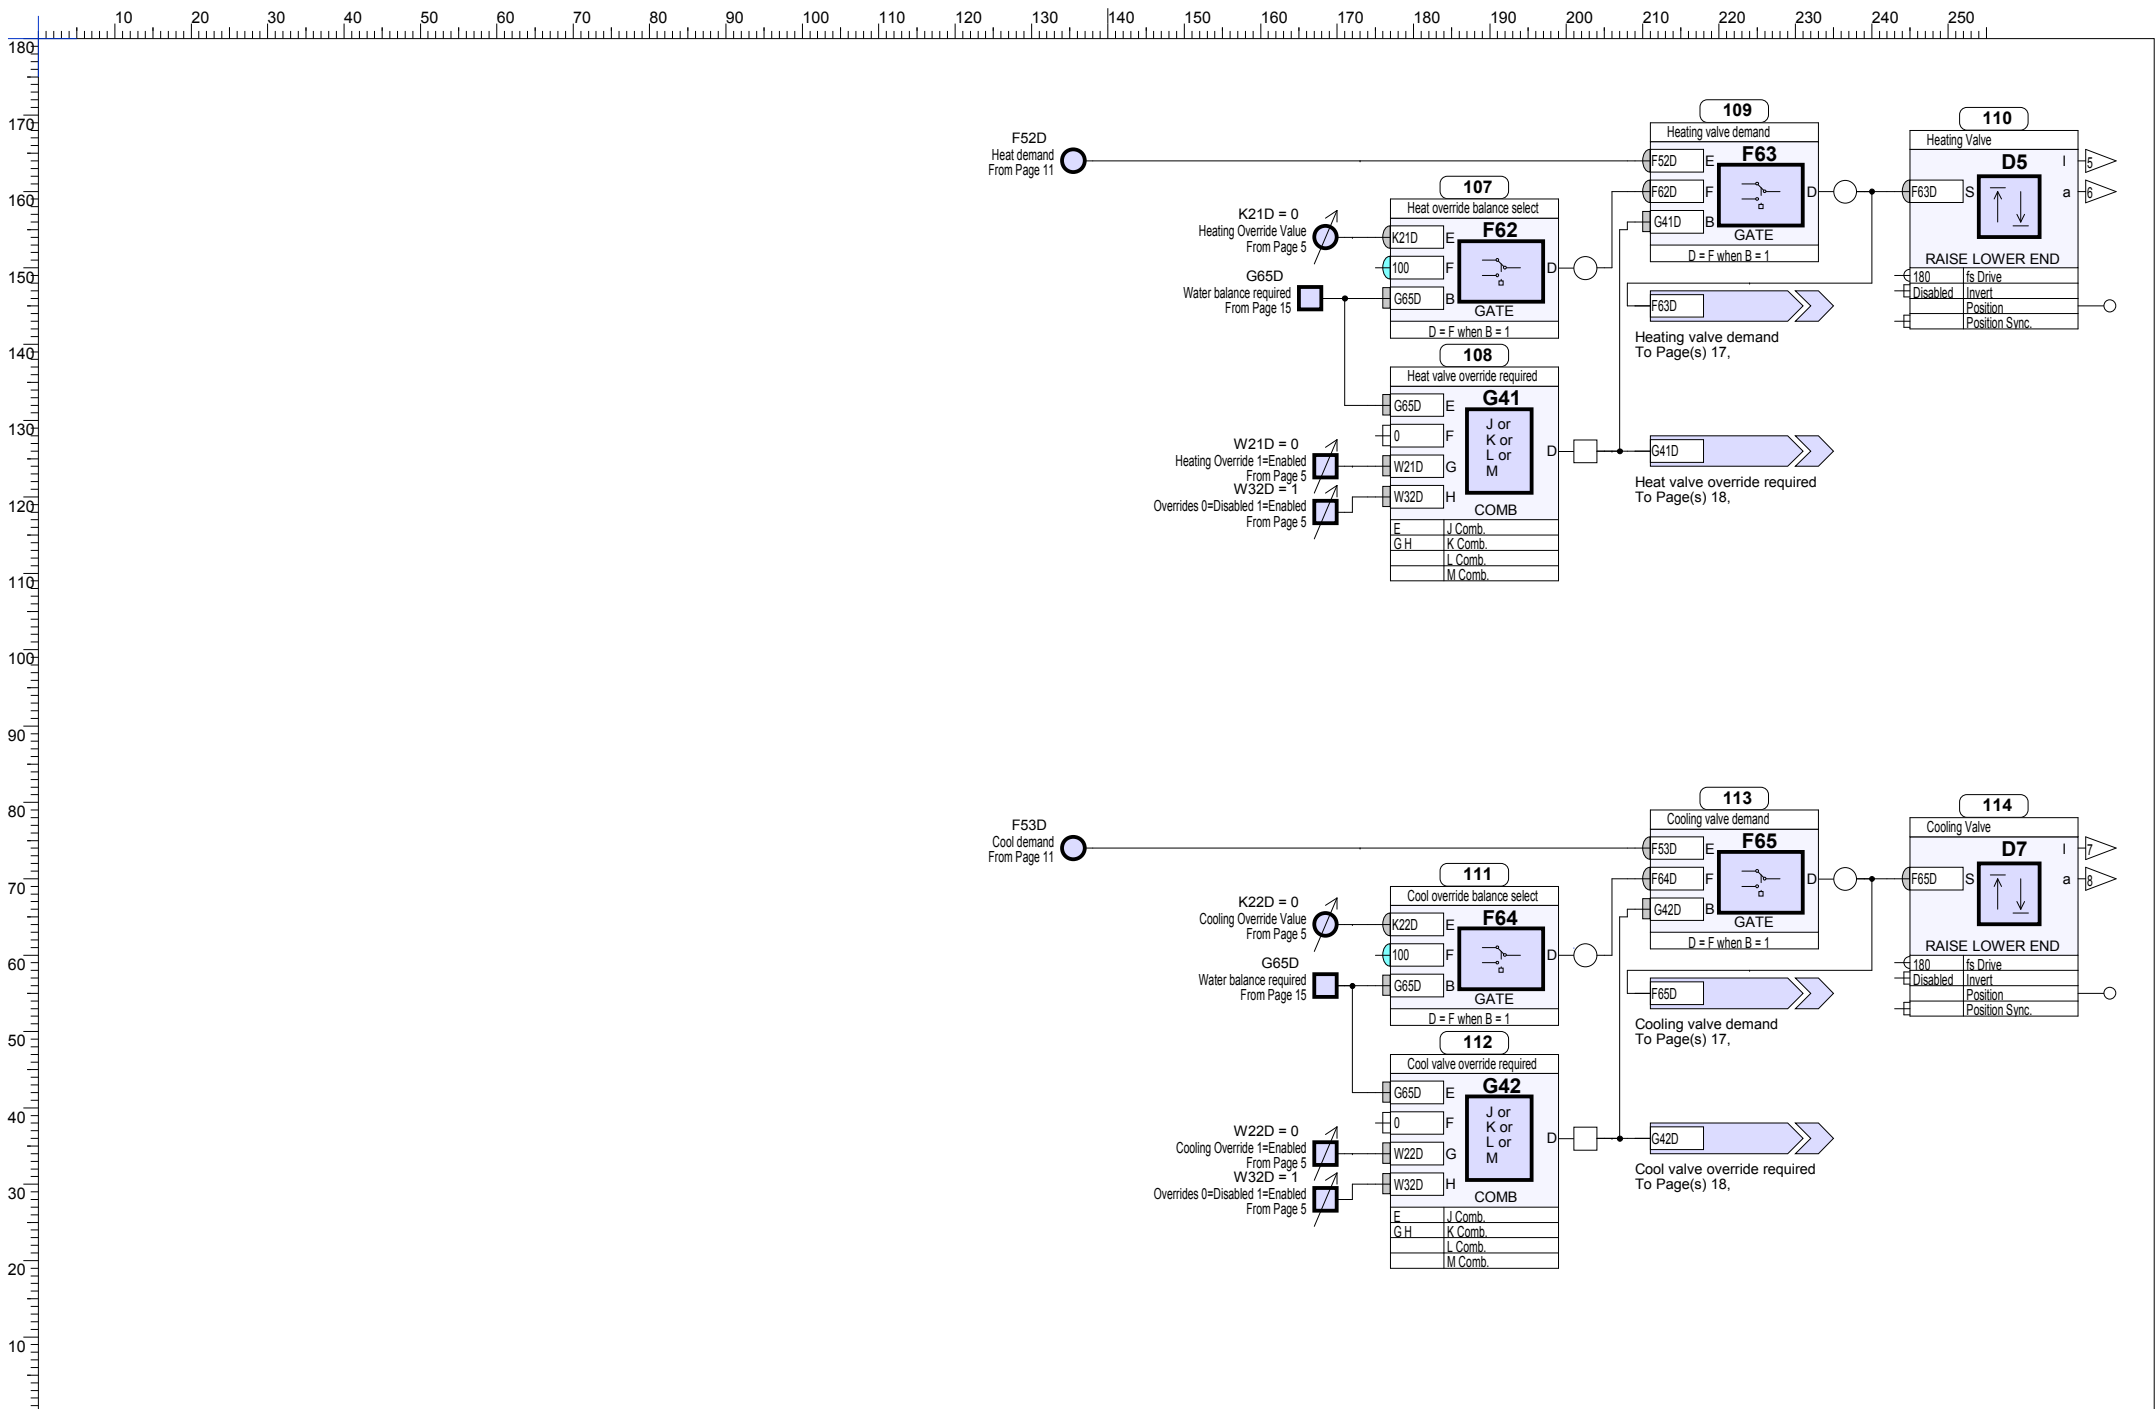 10 20 30 40 50 60 70 80 90 100 110 120 130 140 150 160 170 180 190 200 210 220 230 240 250
180
170
160
150
140
130
120
110
100
90
80
70
60
50
40
30
20
10
F52D
Heat demand
From Page 11
K21D = 0
Heating Override Value
From Page 5
G65D
Water balance required
From Page 15
107
Heat override balance select
F62
K21D E
100 F
G65D B
D
GATE
D = F when B = 1
108
Heat valve override required
G41
G65D E
0 F
W21D G
W32D H
J or
K or
L or
M
D
COMB
E J Comb.
G H K Comb.
L Comb.
M Comb.
W21D = 0
Heating Override 1=Enabled
From Page 5
W32D = 1
Overrides 0=Disabled 1=Enabled
From Page 5
109
Heating valve demand
F63
F52D E
F62D F
G41D B
D
GATE
D = F when B = 1
F63D
Heating valve demand
To Page(s) 17,
G41D
Heat valve override required
To Page(s) 18,
110
Heating Valve
D5
F63D S
I 5
a 6
RAISE LOWER END
180 fs Drive
Disabled Invert
Position
Position Sync.
F53D
Cool demand
From Page 11
K22D = 0
Cooling Override Value
From Page 5
G65D
Water balance required
From Page 15
111
Cool override balance select
F64
K22D E
100 F
G65D B
D
GATE
D = F when B = 1
112
Cool valve override required
G42
G65D E
0 F
W22D G
W32D H
J or
K or
L or
M
D
COMB
E J Comb.
G H K Comb.
L Comb.
M Comb.
W22D = 0
Cooling Override 1=Enabled
From Page 5
W32D = 1
Overrides 0=Disabled 1=Enabled
From Page 5
113
Cooling valve demand
F65
F53D E
F64D F
G42D B
D
GATE
D = F when B = 1
F65D
Cooling valve demand
To Page(s) 17,
G42D
Cool valve override required
To Page(s) 18,
114
Cooling Valve
D7
F65D S
I 7
a 8
RAISE LOWER END
180 fs Drive
Disabled Invert
Position
Position Sync.